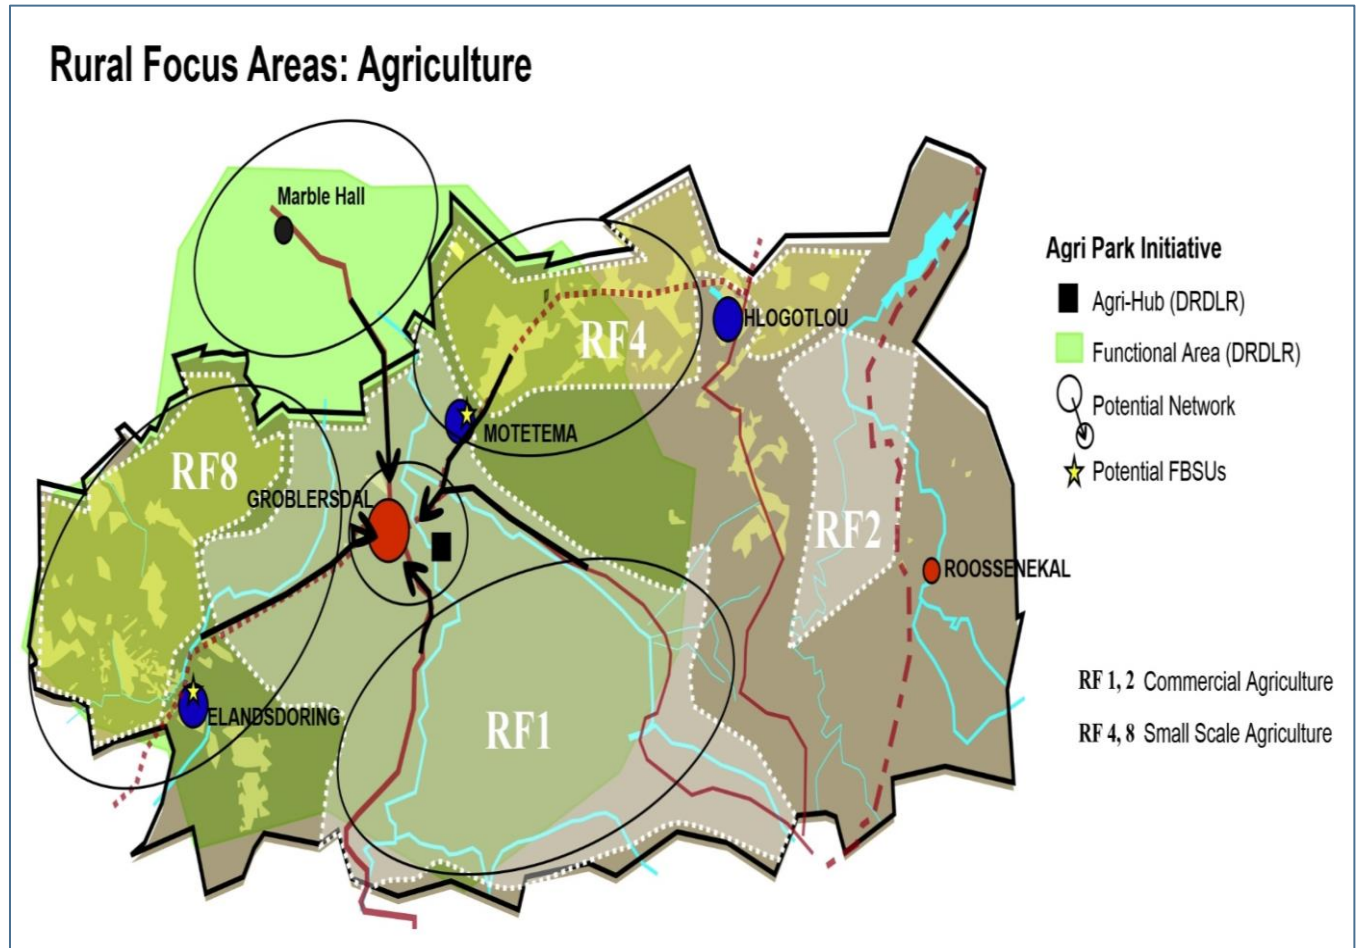 Rural Focus Areas: Agriculture
Marble Hall
Agri Park Initiative
Agri-Hub (DRDLR)
Functional Area (DRDLR)
Potential Network
Potential FBSUs
HLOGOTLOU
RF4
MOTETEMA
RF8
GROBLERSDAL
RF2
ROOSSENEKAL
ELANDSDORING
RF1
RF 1, 2 Commercial Agriculture
RF 4, 8 Small Scale Agriculture